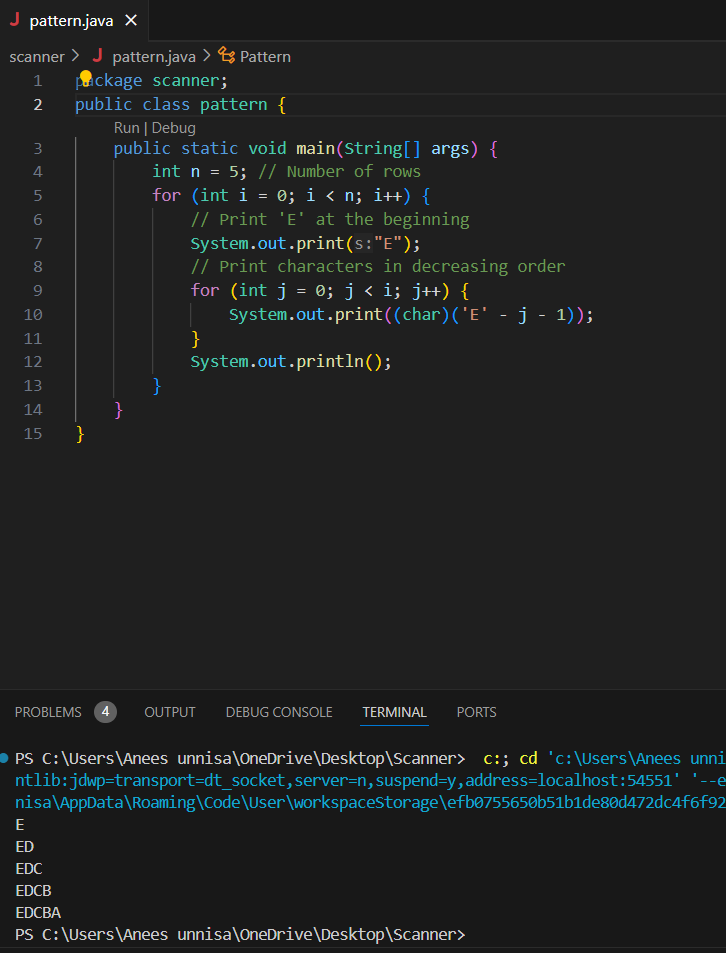 J pattern.java ×
scanner > J pattern.java > Pattern
1 package scanner;
2 public class pattern {
Run | Debug
3 public static void main(String[] args) {
4 int n = 5; // Number of rows
5 for (int i = 0; i < n; i++) {
6 // Print 'E' at the beginning
7 System.out.print(s:"E");
8 // Print characters in decreasing order
9 for (int j = 0; j < i; j++) {
10 System.out.print((char)('E' - j - 1));
11 }
12 System.out.println();
13 }
14 }
15 }
PROBLEMS 4 OUTPUT DEBUG CONSOLE TERMINAL PORTS
PS C:\Users\Anees unnisa\OneDrive\Desktop\Scanner> c:; cd 'c:\Users\Anees unni
ntlib:jdwp=transport=dt_socket,server=n,suspend=y,address=localhost:54551' '--e
nisa\AppData\Roaming\Code\User\workspaceStorage\efb0755650b51b1de80d472dc4f6f92
E
ED
EDC
EDCB
EDCBA
PS C:\Users\Anees unnisa\OneDrive\Desktop\Scanner>